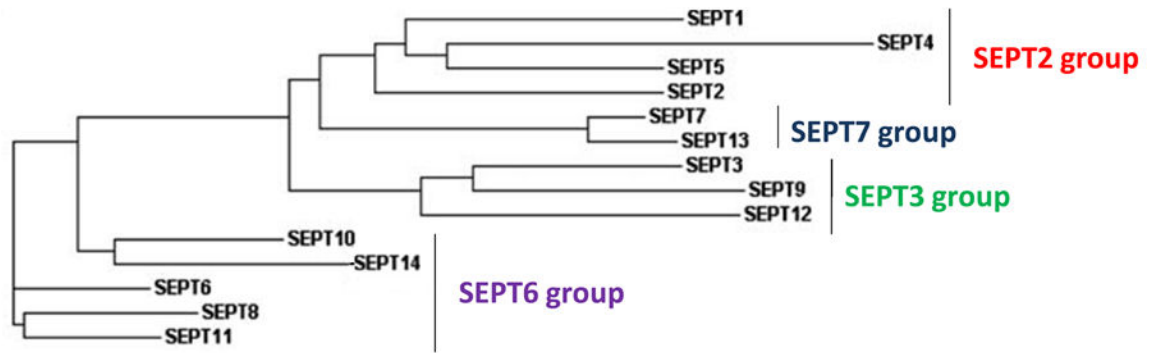 SEPT1
SEPT4
SEPT5
SEPT2
SEPT2 group
SEPT7
SEPT13
SEPT7 group
SEPT3
SEPT9
SEPT12
SEPT3 group
SEPT10
SEPT14
SEPT6
SEPT8
SEPT11
SEPT6 group